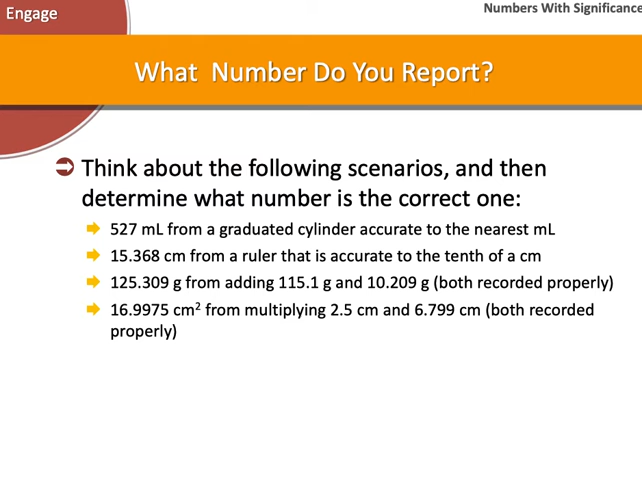 Engage
Numbers With Significance
What Number Do You Report?
Think about the following scenarios, and then
determine what number is the correct one:
527 mL from a graduated cylinder accurate to the nearest mL
15.368 cm from a ruler that is accurate to the tenth of a cm
125.309 g from adding 115.1 g and 10.209 g (both recorded properly)
16.9975 cm² from multiplying 2.5 cm and 6.799 cm (both recorded
properly)